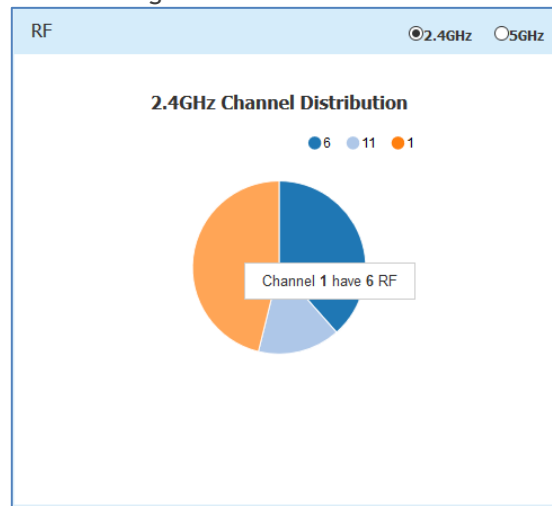 RF 2.4GHz 5GHz
2.4GHz Channel Distribution
6 11 1
Channel 1 have 6 RF